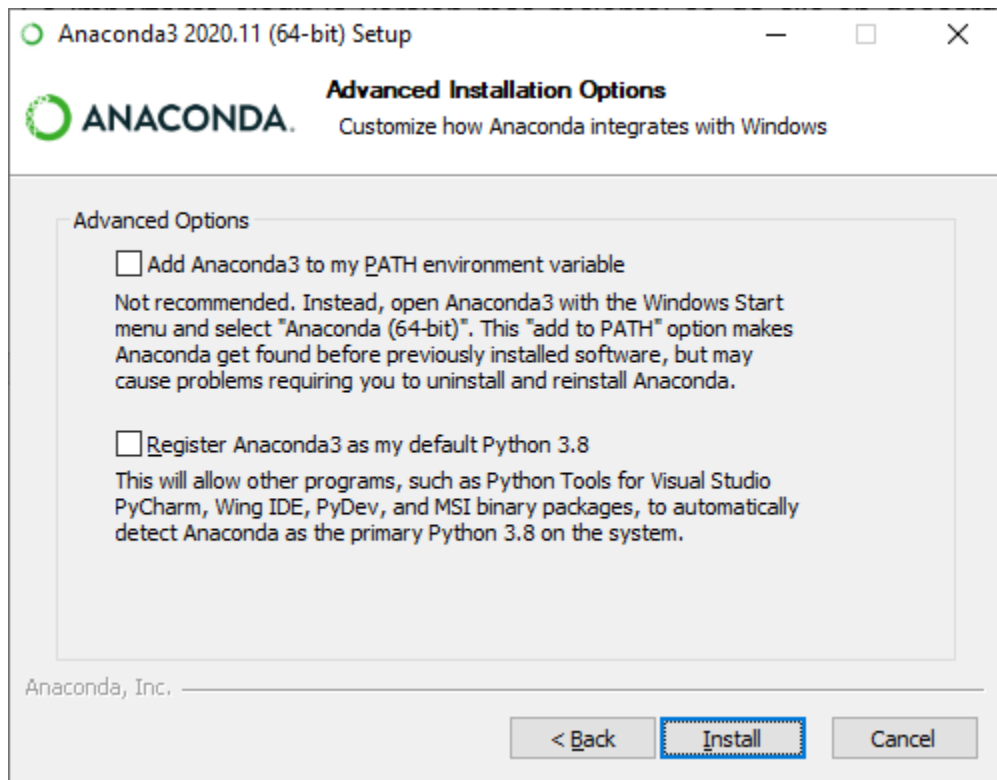 Anaconda3 2020.11 (64-bit) Setup
ANACONDA.
Advanced Installation Options
Customize how Anaconda integrates with Windows
Advanced Options
Add Anaconda3 to my PATH environment variable
Not recommended. Instead, open Anaconda3 with the Windows Start
menu and select "Anaconda (64-bit)". This "add to PATH" option makes
Anaconda get found before previously installed software, but may
cause problems requiring you to uninstall and reinstall Anaconda.
Register Anaconda3 as my default Python 3.8
This will allow other programs, such as Python Tools for Visual Studio
PyCharm, Wing IDE, PyDev, and MSI binary packages, to automatically
detect Anaconda as the primary Python 3.8 on the system.
Anaconda, Inc.
< Back
Install
Cancel